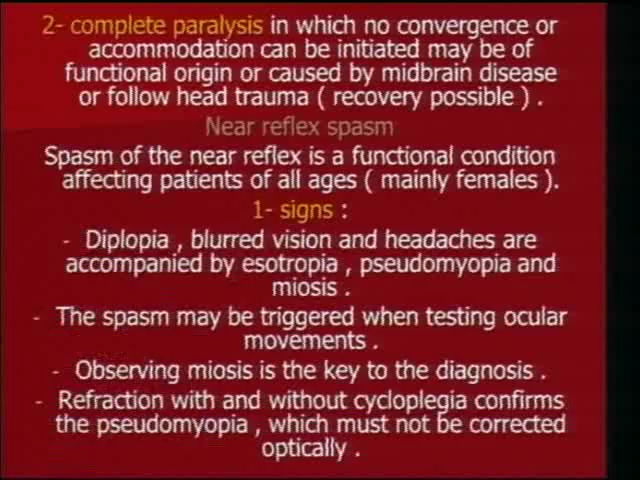 2- complete paralysis in which no convergence or
accommodation can be initiated may be of
functional origin or caused by midbrain disease
or follow head trauma ( recovery possible ) .
Near reflex spasm
Spasm of the near reflex is a functional condition
affecting patients of all ages ( mainly females ).
1- signs :
- Diplopia , blurred vision and headaches are
accompanied by esotropia , pseudomyopia and
miosis .
- The spasm may be triggered when testing ocular
movements .
- Observing miosis is the key to the diagnosis .
- Refraction with and without cycloplegia confirms
the pseudomyopia , which must not be corrected
optically .